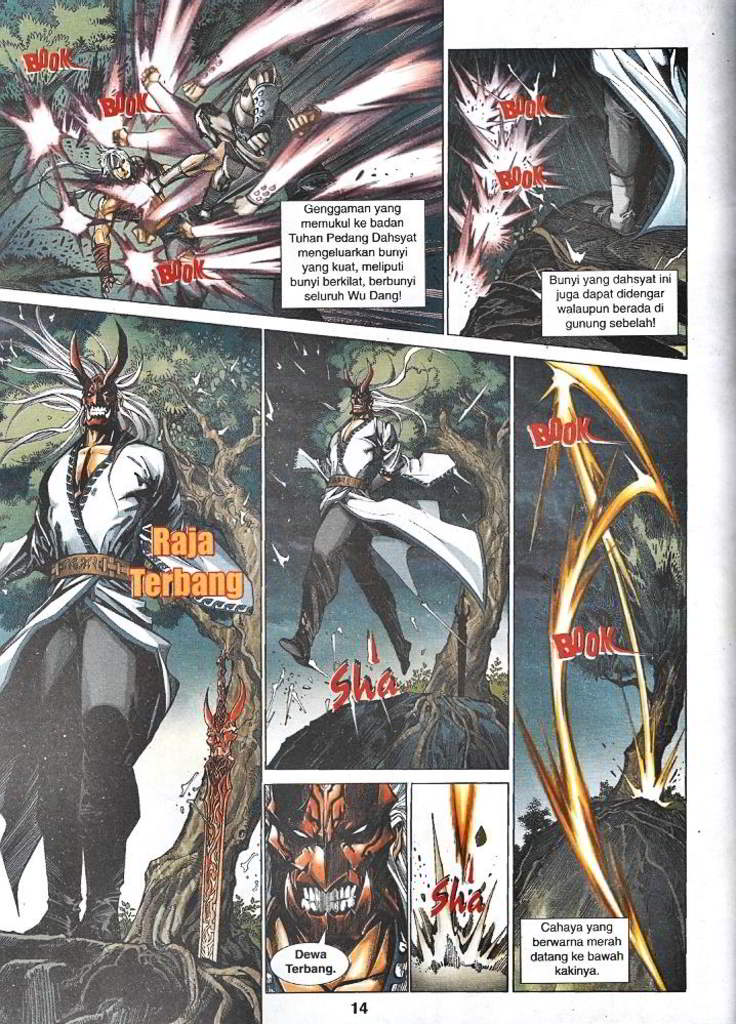 BOOK
BOOK
BOOK
Genggaman yang
memukul ke badan
Tuhan Pedang Dahsyat
mengeluarkan bunyi
yang kuat, meliputi
bunyi berkilat, berbunyi
seluruh Wu Dang!
BOOK
BOOK
Bunyi yang dahsyat ini
juga dapat didengar
walaupun berada di
gunung sebelah!
Raja
Terbang
Sha
BOOK
BOOK
Dewa
Terbang.
Sha
Cahaya yang
berwarna merah
datang ke bawah
kakinya.
14